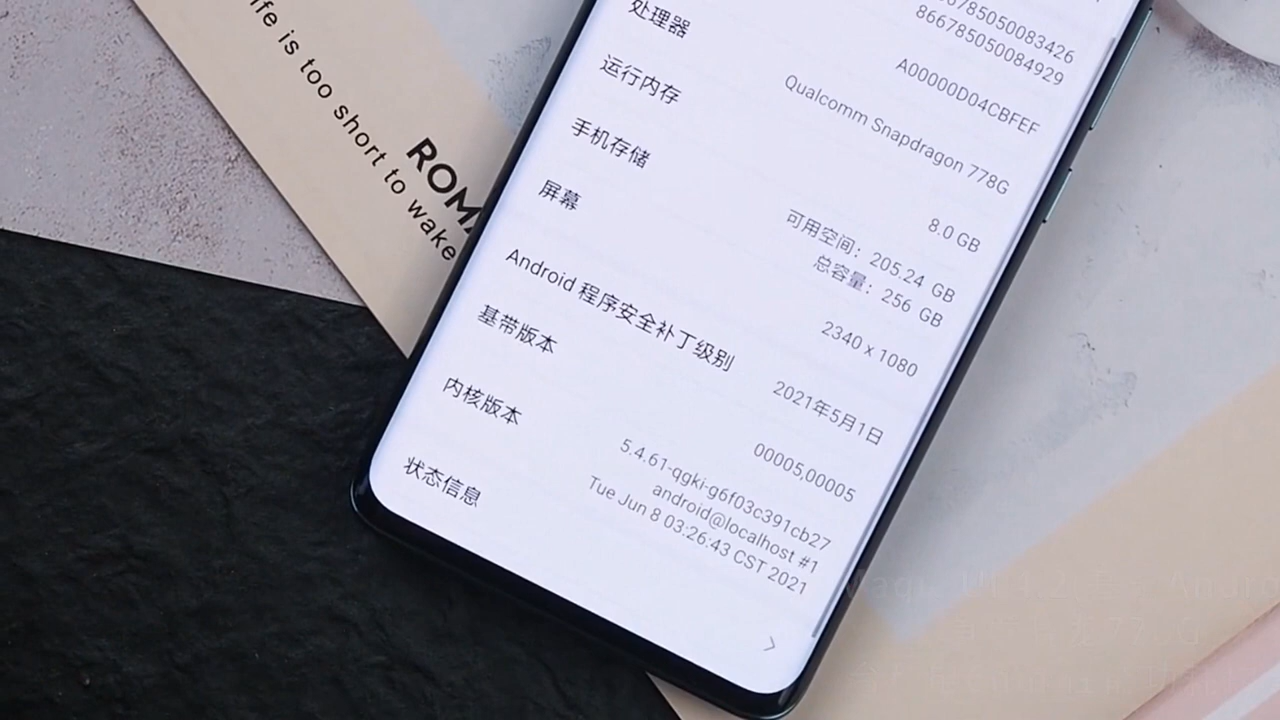 life is too short to wake
ROMA
866785050083426
866785050084929
A00000D04CBFEF
处理器
Qualcomm Snapdragon 778G
运行内存
8.0 GB
手机存储
可用空间：205.24 GB
总容量：256 GB
屏幕
2340 x 1080
Android 程序安全补丁级别
2021年5月1日
基带版本
00005,00005
内核版本
5.4.61-qgki-g6f03c391cb27
android@localhost #1
Tue Jun 8 03:26:43 CST 2021
状态信息